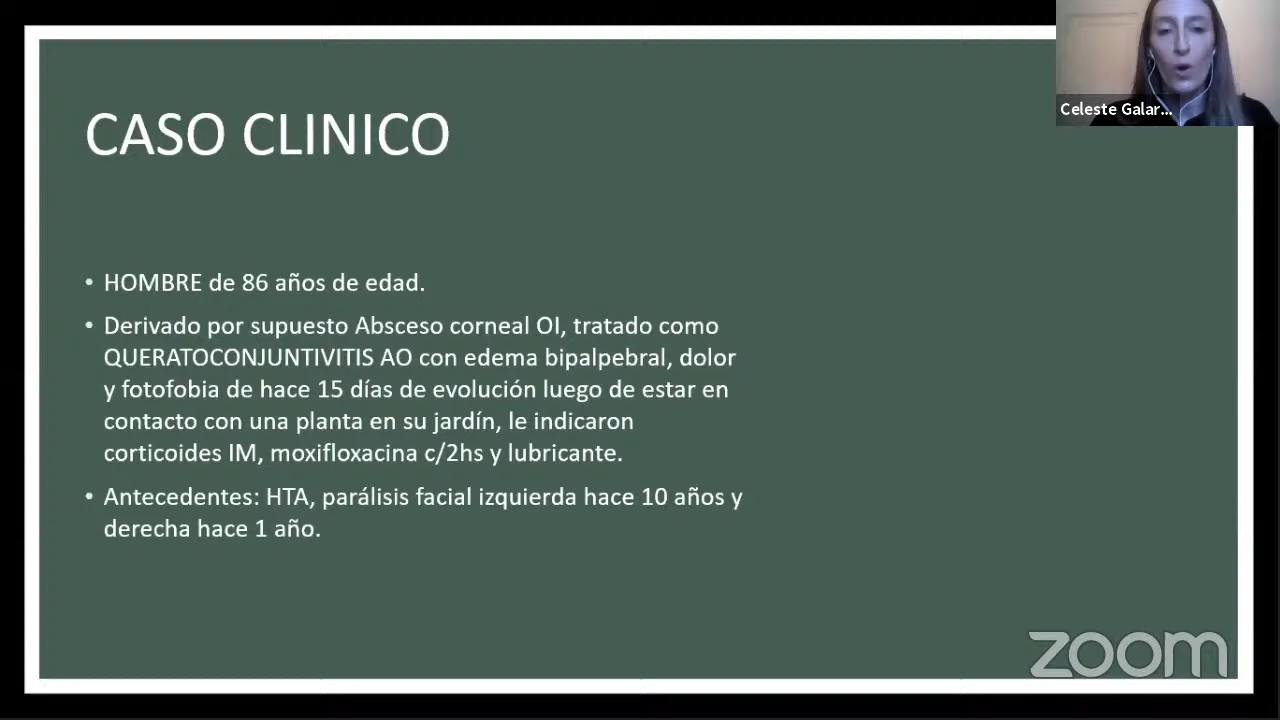 CASO CLINICO
Celeste Galar...
• HOMBRE de 86 años de edad.
• Derivado por supuesto Absceso corneal OI, tratado como
QUERATOCONJUNTIVITIS AO con edema bipalpebral, dolor
y fotofobia de hace 15 días de evolución luego de estar en
contacto con una planta en su jardín, le indicaron
corticoides IM, moxifloxacina c/2hs y lubricante.
• Antecedentes: HTA, parálisis facial izquierda hace 10 años y
derecha hace 1 año.
zoom